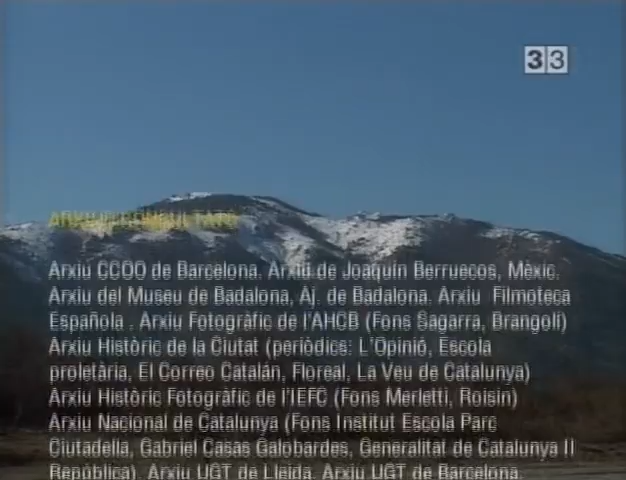 33
ARXIUS CONSULTATS
Arxiu CCOO de Barcelona. Arxiu de Joaquín Berruecos, Mèxic.
Arxiu del Museu de Badalona, Aj. de Badalona. Arxiu Filmoteca
Española . Arxiu Fotogràfic de l'AHCB (Fons Sagarra, Brangolí)
Arxiu Històric de la Ciutat (periòdics: L'Opinió, Escola
proletària, El Correo Catalán, Floreal, La Veu de Catalunya)
Arxiu Històric Fotogràfic de l'IEFC (Fons Merletti, Roisin)
Arxiu Nacional de Catalunya (Fons Institut Escola Parc
Ciutadella, Gabriel Casas Galobardes, Generalitat de Catalunya II
República). Arxiu UGT de Lleida. Arxiu UGT de Barcelona.